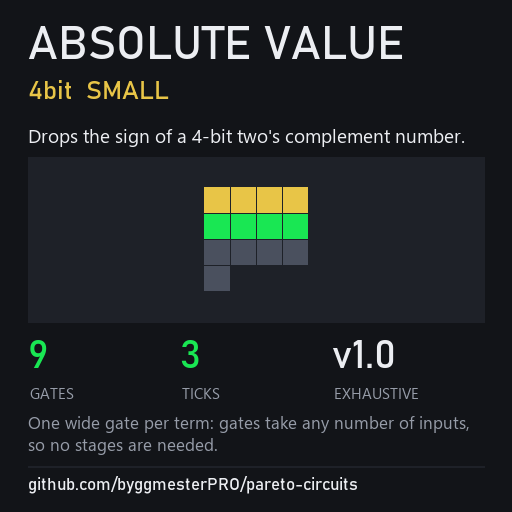 ABSOLUTE VALUE
4bit SMALL
Drops the sign of a 4-bit two's complement number.
9 3 v1.0
GATES TICKS EXHAUSTIVE
One wide gate per term: gates take any number of inputs,
so no stages are needed.
github.com/byggmesterPRO/pareto-circuits